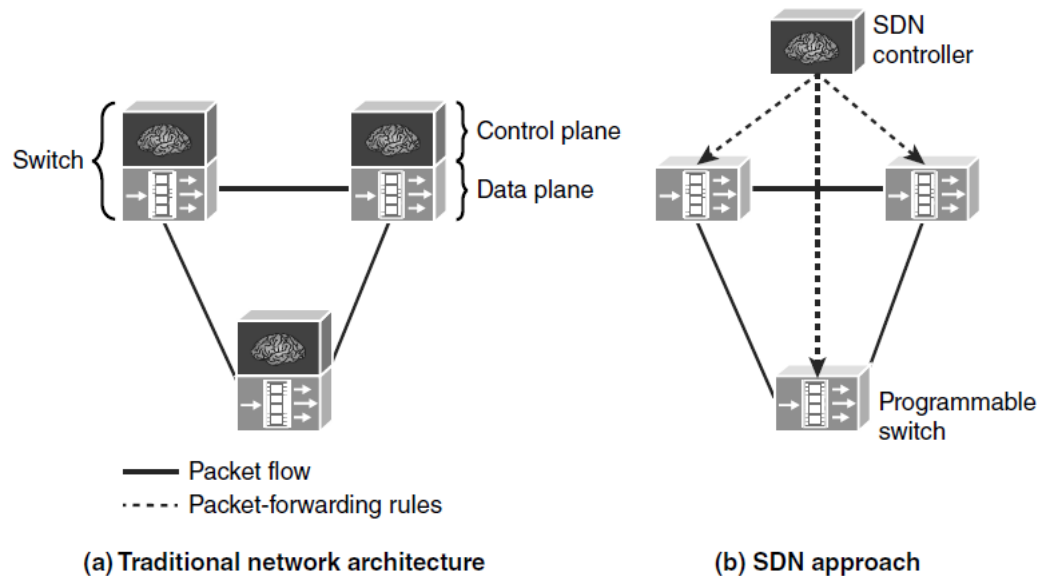 SDN
controller
Switch
Control plane
Data plane
Programmable
switch
Packet flow
Packet-forwarding rules
(a) Traditional network architecture
(b) SDN approach